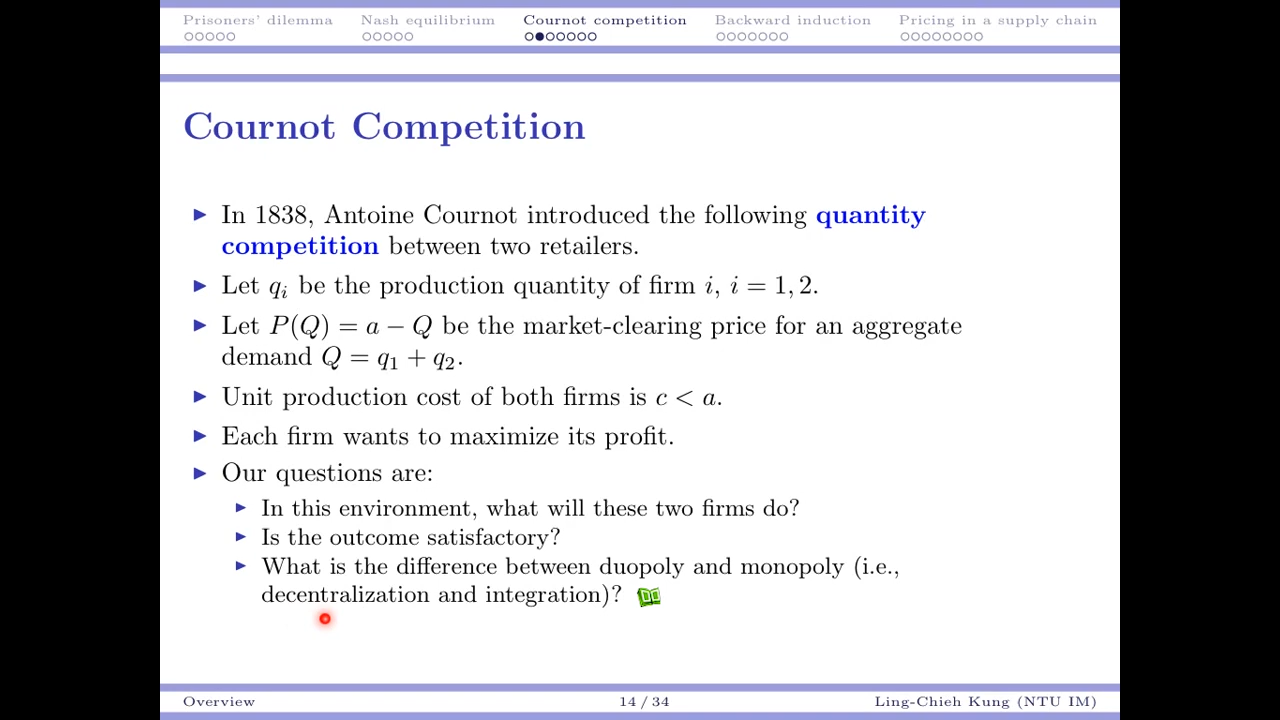 Prisoners' dilemma Nash equilibrium Cournot competition Backward induction Pricing in a supply chain
Cournot Competition
In 1838, Antoine Cournot introduced the following quantity
competition between two retailers.
Let qᵢ be the production quantity of firm i, i = 1, 2.
Let P(Q) = a − Q be the market-clearing price for an aggregate
demand Q = q₁ + q₂.
Unit production cost of both firms is c < a.
Each firm wants to maximize its profit.
Our questions are:
In this environment, what will these two firms do?
Is the outcome satisfactory?
What is the difference between duopoly and monopoly (i.e.,
decentralization and integration)?
Overview 14 / 34 Ling-Chieh Kung (NTU IM)